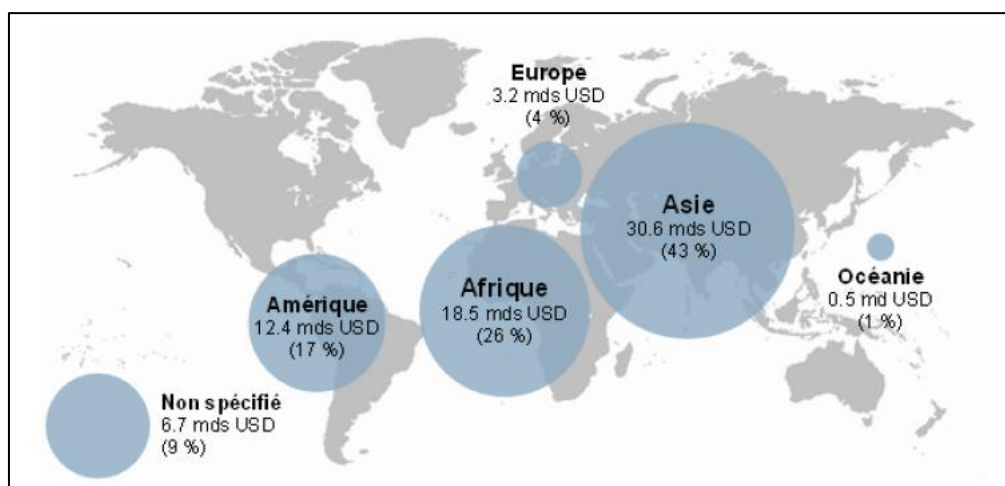 Europe
3.2 mds USD
(4 %)
Asie
30.6 mds USD
(43 %)
Océanie
0.5 md USD
(1 %)
Afrique
18.5 mds USD
(26 %)
Amérique
12.4 mds USD
(17 %)
Non spécifié
6.7 mds USD
(9 %)